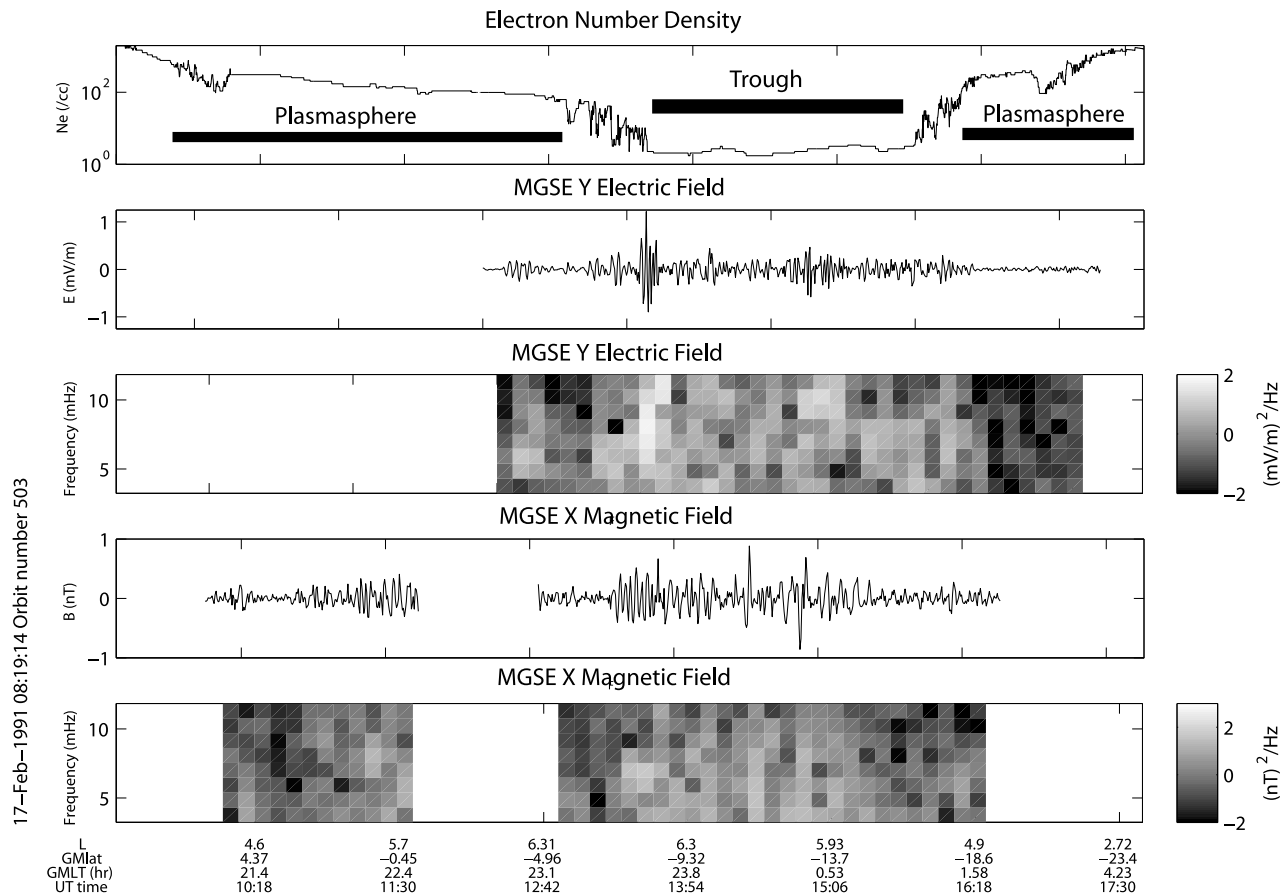 Electron Number Density
Ne (/cc)
10^2
10^0
Plasmasphere
Trough
Plasmasphere
MGSE Y Electric Field
E (mV/m)
1
0
−1
MGSE Y Electric Field
Frequency (mHz)
10
5
2
0
−2
(mV/m) ^2/Hz
MGSE X Magnetic Field
B (nT)
1
0
−1
MGSE X Magnetic Field
Frequency (mHz)
10
5
2
0
−2
(nT) ^2/Hz
17−Feb−1991 08:19:14 Orbit number 503
L 4.6 5.7 6.31 6.3 5.93 4.9 2.72
GMlat 4.37 −0.45 −4.96 −9.32 −13.7 −18.6 −23.4
GMLT (hr) 21.4 22.4 23.1 23.8 0.53 1.58 4.23
UT time 10:18 11:30 12:42 13:54 15:06 16:18 17:30